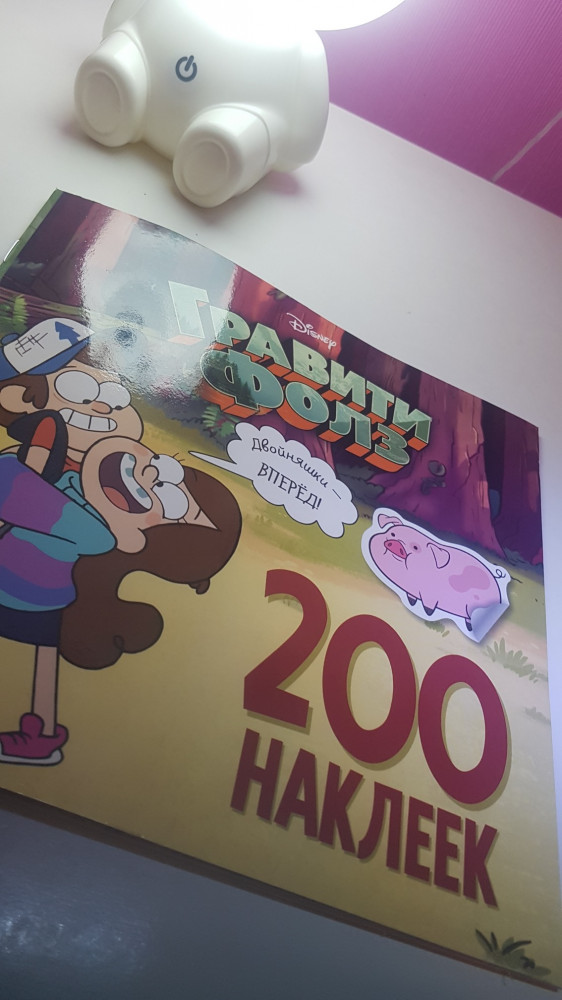 Disney
ГРАВИТИ
ФОЛЗ
ДВОЙНЯШКИ –
ВПЕРЁД!
200
НАКЛЕЕК